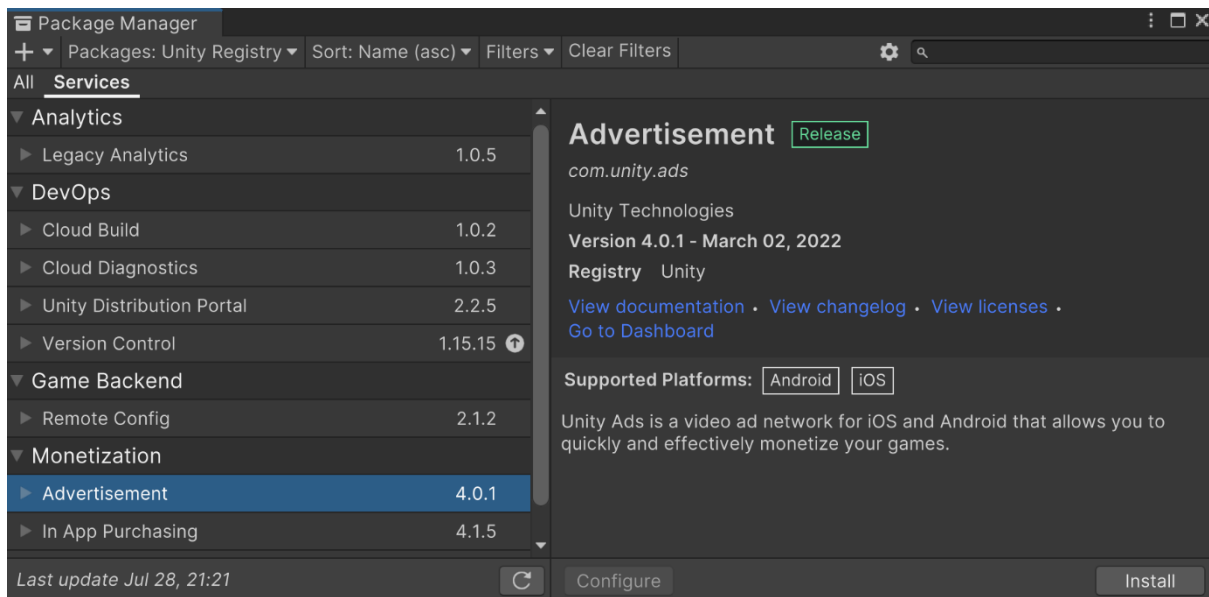 Package Manager
Packages: Unity Registry Sort: Name (asc) Filters Clear Filters
All Services
Analytics
Legacy Analytics 1.0.5
DevOps
Cloud Build 1.0.2
Cloud Diagnostics 1.0.3
Unity Distribution Portal 2.2.5
Version Control 1.15.15
Game Backend
Remote Config 2.1.2
Monetization
Advertisement 4.0.1
In App Purchasing 4.1.5
Last update Jul 28, 21:21
Advertisement Release
com.unity.ads
Unity Technologies
Version 4.0.1 - March 02, 2022
Registry Unity
View documentation • View changelog • View licenses •
Go to Dashboard
Supported Platforms: Android iOS
Unity Ads is a video ad network for iOS and Android that allows you to
quickly and effectively monetize your games.
Configure Install